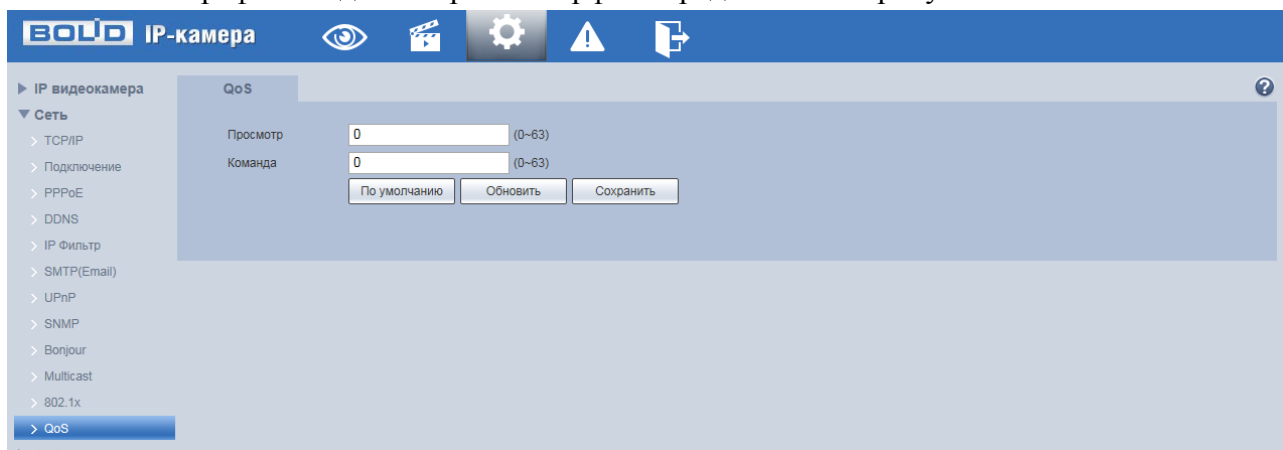 BOLID IP-камера
IP видеокамера
Сеть
TCP/IP
Подключение
PPPoE
DDNS
IP Фильтр
SMTP(Email)
UPnP
SNMP
Bonjour
Multicast
802.1x
QoS
QoS
Просмотр 0 (0~63)
Команда 0 (0~63)
По умолчанию Обновить Сохранить